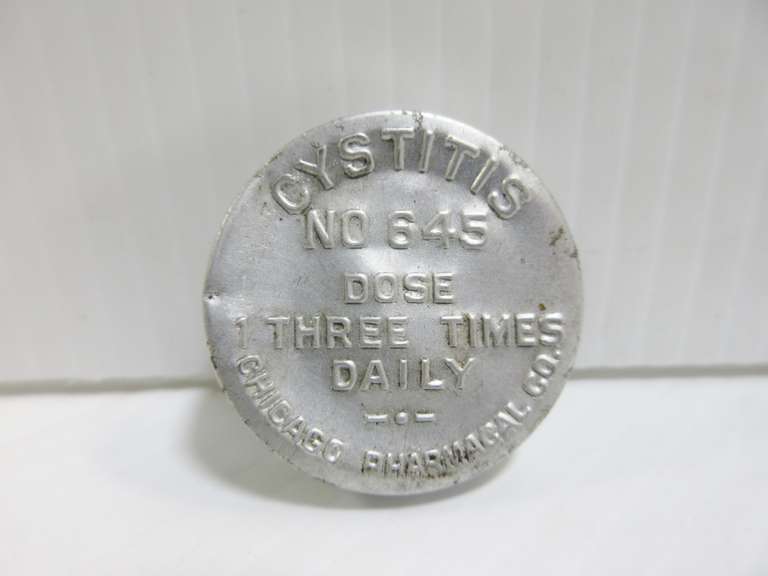 CYSTITIS
NO 645
DOSE
1 THREE TIMES
DAILY
CHICAGO PHARMACAL CO.